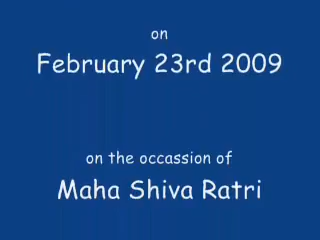 on
February 23rd 2009
on the occassion of
Maha Shiva Ratri